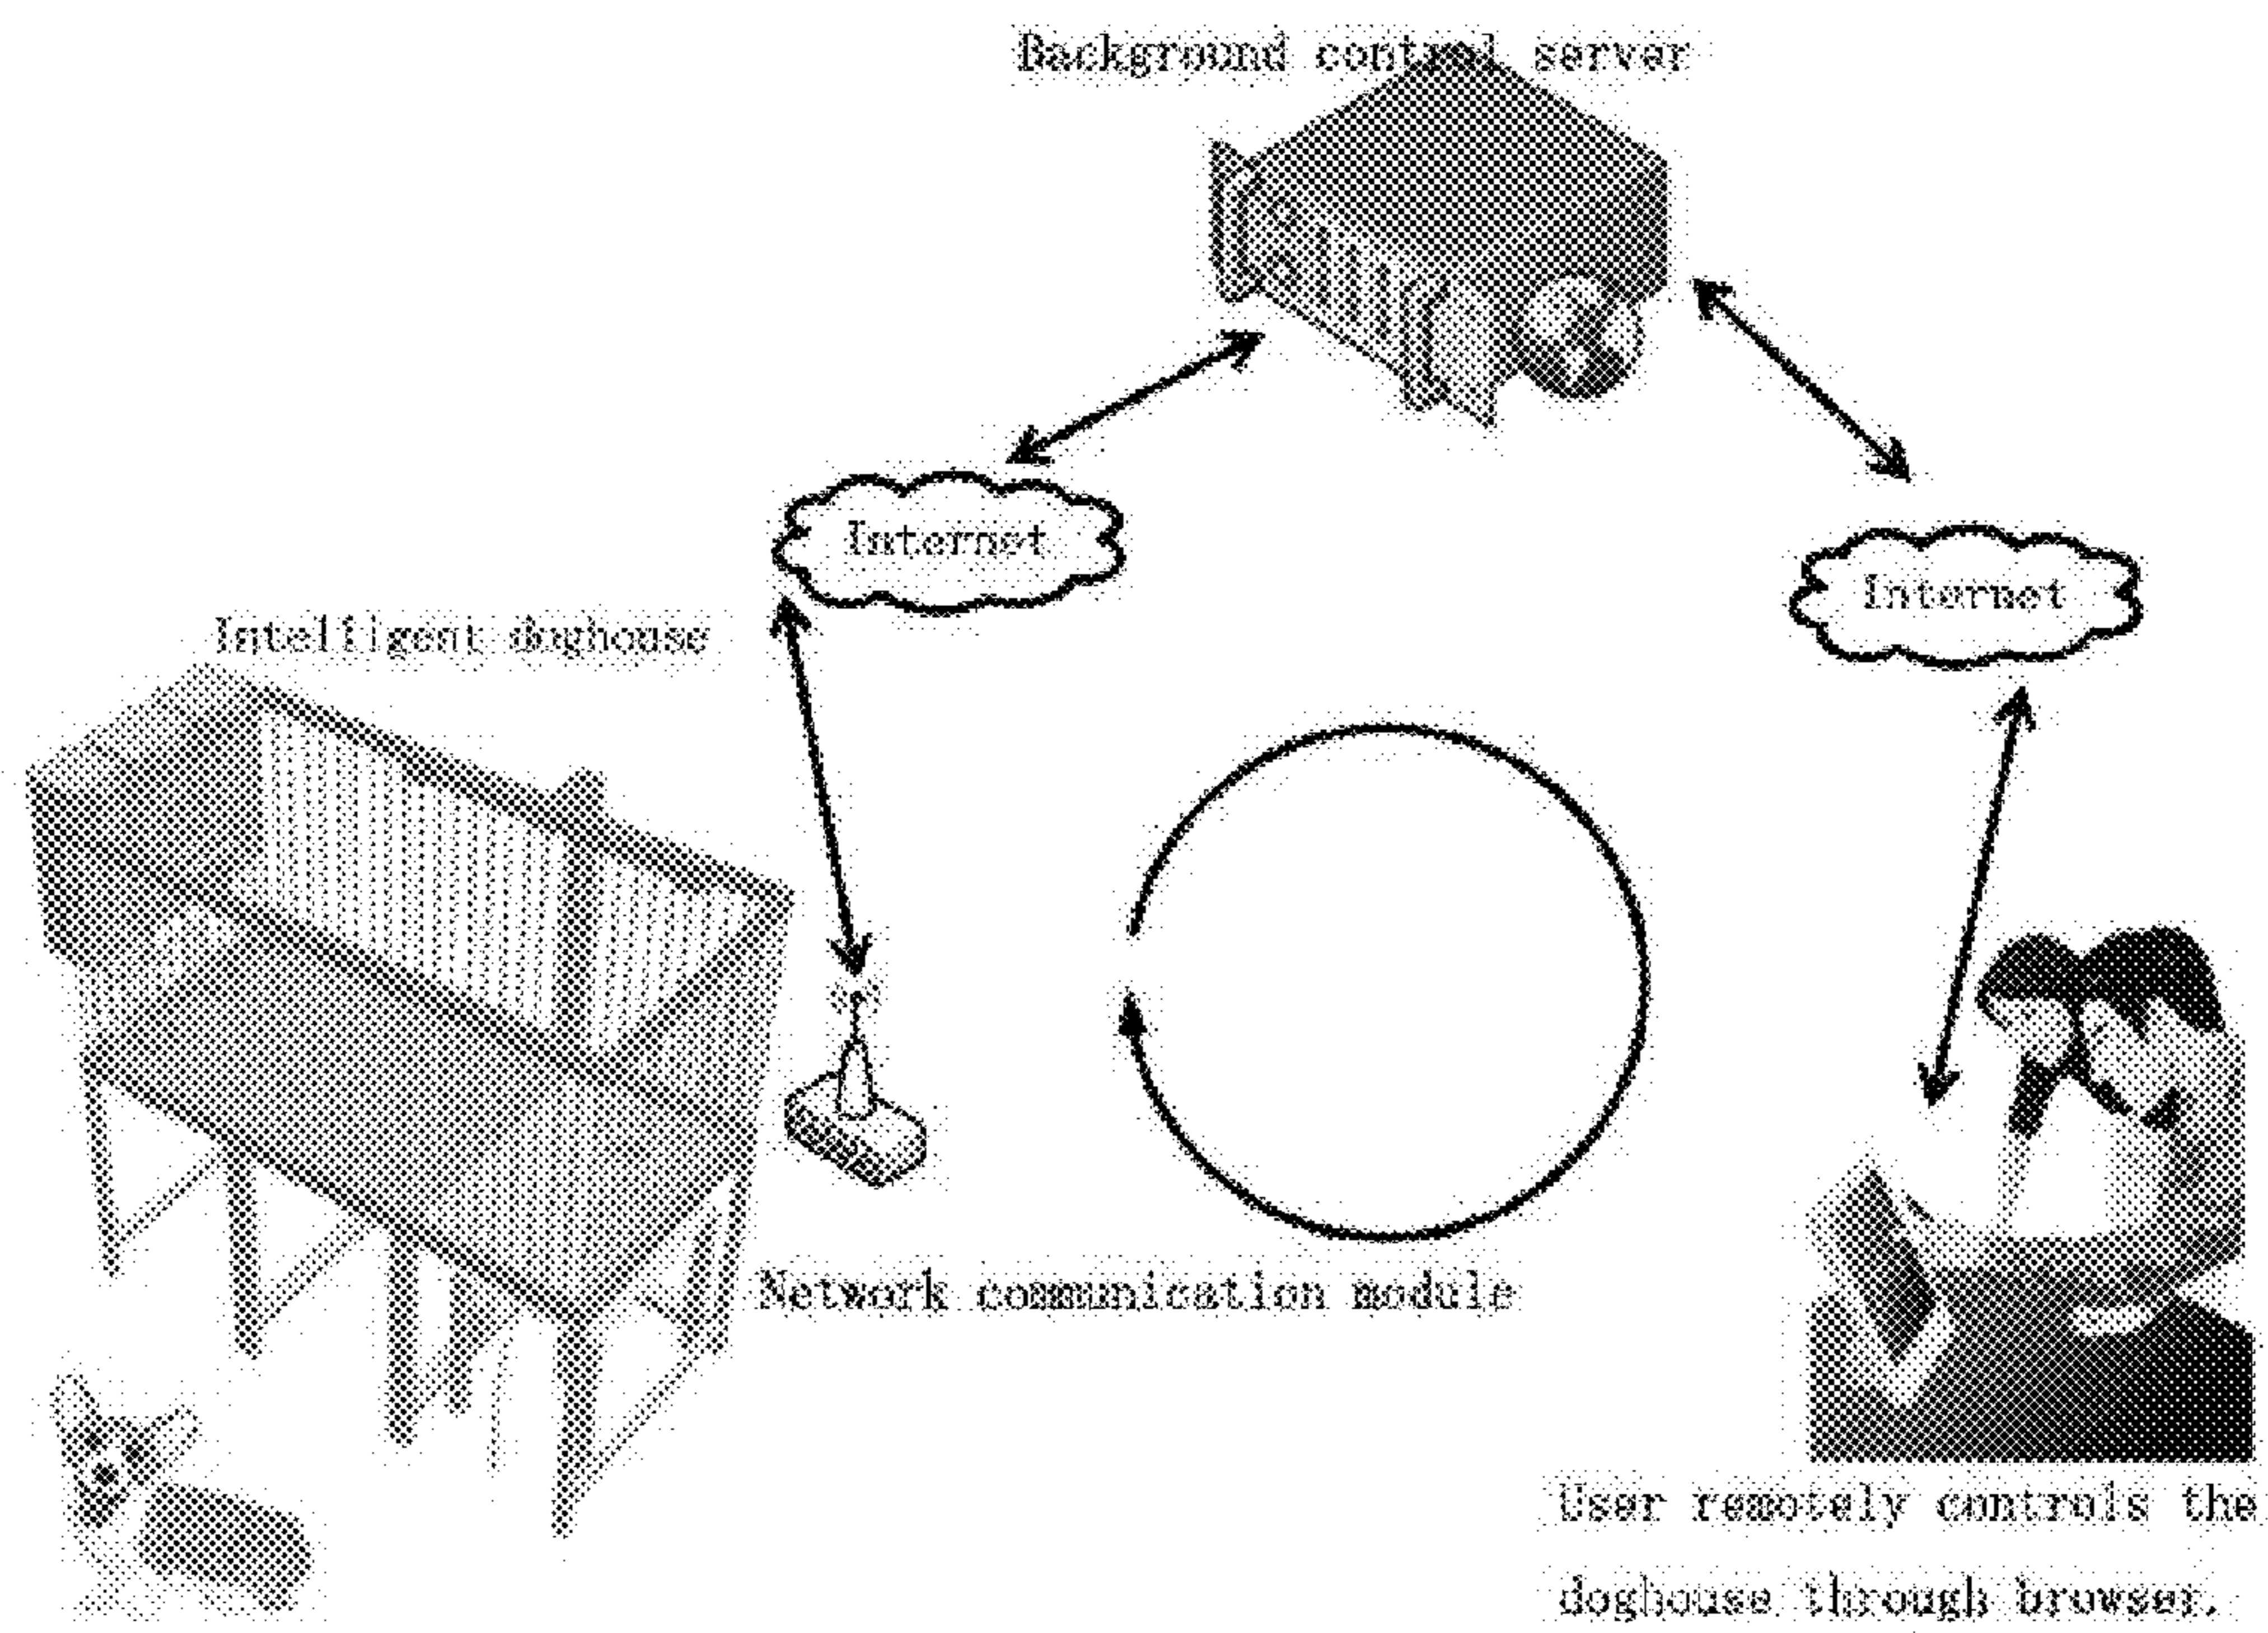 Background control server
Internet
Internet
Intelligent doghouse
Network communication module
User remotely controls the
doghouse through browser.